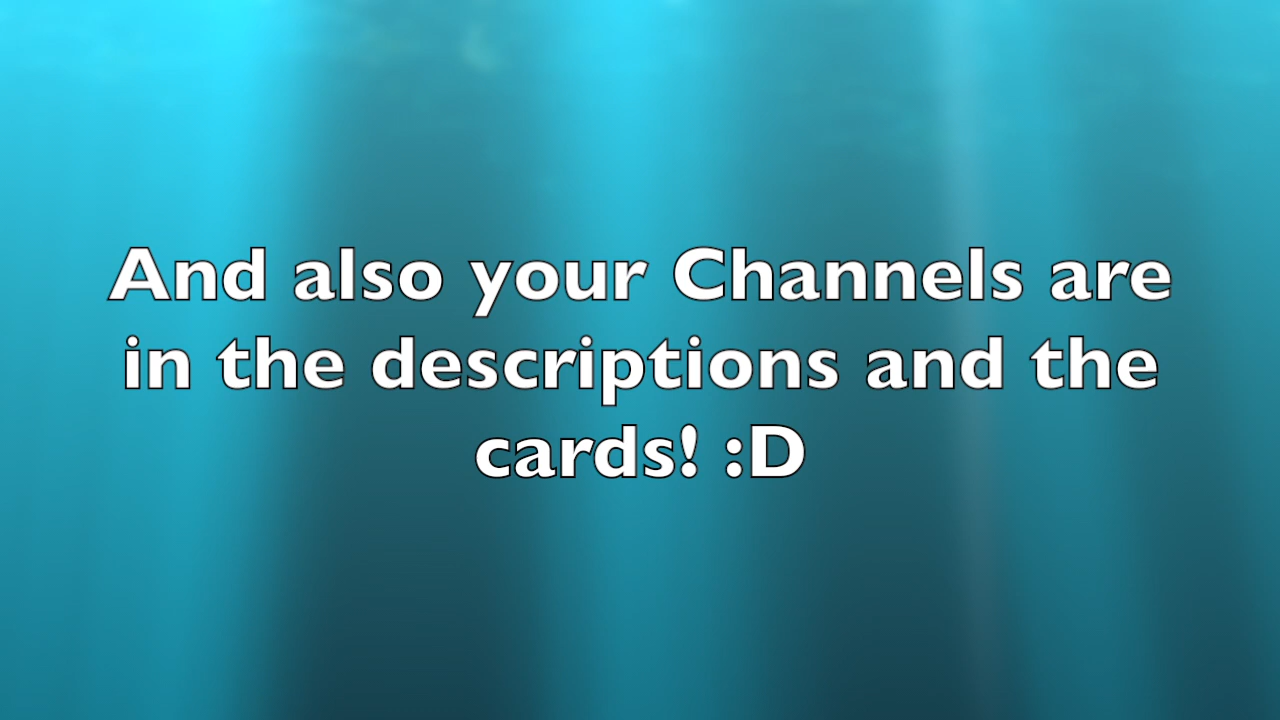 And also your Channels are
in the descriptions and the
cards! :D